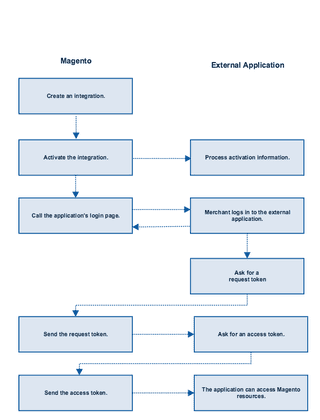 Magento
External Application
Create an integration.
Activate the integration.
Process activation information.
Call the application's login page.
Merchant logs in to the external
application.
Ask for a
request token
Send the request token.
Ask for an access token.
Send the access token.
The application can access Magento
resources.